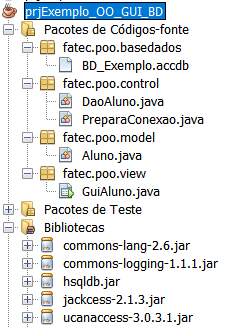 prjExemplo_OO_GUI_BD
Pacotes de Códigos-fonte
fatec.poo.basedados
BD_Exemplo.accdb
fatec.poo.control
DaoAluno.java
PreparaConexao.java
fatec.poo.model
Aluno.java
fatec.poo.view
GuiAluno.java
Pacotes de Teste
Bibliotecas
commons-lang-2.6.jar
commons-logging-1.1.1.jar
hsqldb.jar
jackcess-2.1.3.jar
ucanaccess-3.0.3.1.jar